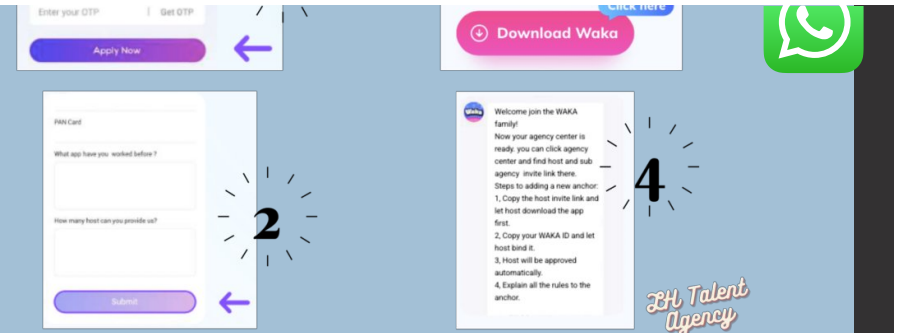 Enter your OTP
Get OTP
Apply Now
Click here
Download Waka
PAN Card
What app have you worked before ?
How many host can you provide us?
Submit
2
Waka
Welcome join the WAKA
family!
Now your agency center is
ready. you can click agency
center and find host and sub
agency invite link there.
Steps to adding a new anchor:
1, Copy the host invite link and
let host download the app
first.
2, Copy your WAKA ID and let
host bind it.
3, Host will be approved
automatically.
4, Explain all the rules to the
anchor.
4
Talent
Agency